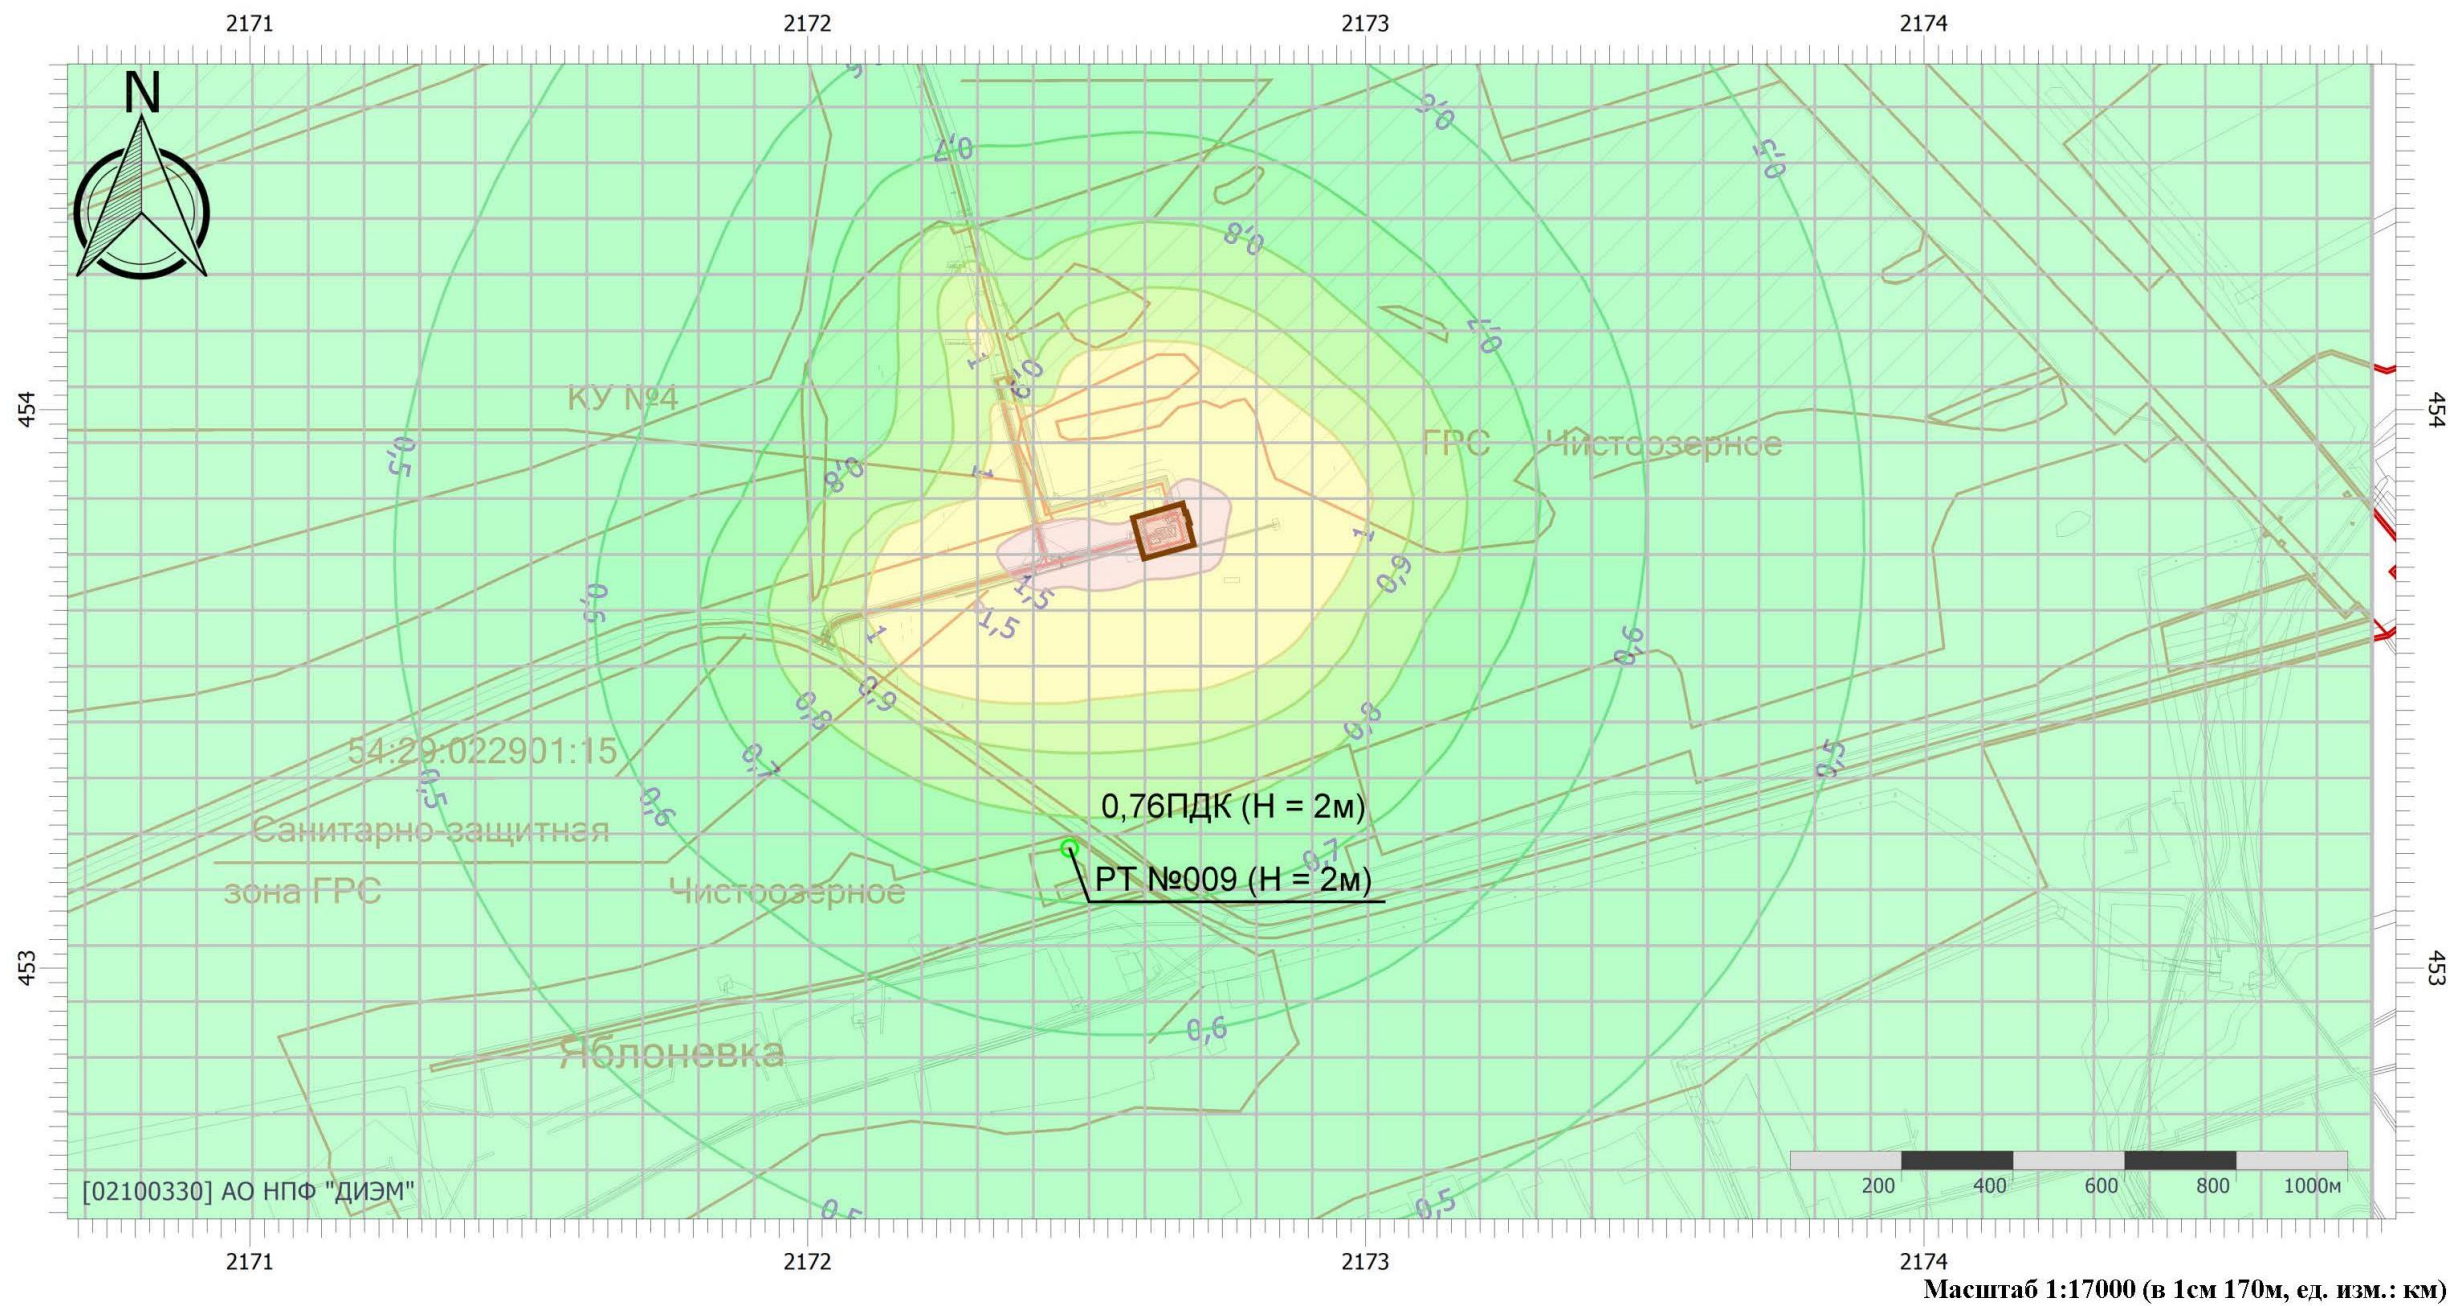 2171 2172 2173 2174
N
0,6
0,5
0,7
0,8
0,7
1
0,9
КУ №4
454 454
0,5
0,8
1
ГРС Чистоозерное
1
0,9
0,6
1,5
1,5
1
0,6
0,9
0,8
0,8
54:29:022901:15
0,7
0,5
0,5
0,6
0,76ПДК (Н = 2м)
Санитарно-защитная
0,7
РТ №009 (Н = 2м)
зона ГРС Чистоозерное
453 453
0,6
Яблоневка
[02100330] АО НПФ "ДИЭМ"
200 400 600 800 1000м
0,5
0,5
2171 2172 2173 2174
Масштаб 1:17000 (в 1см 170м, ед. изм.: км)